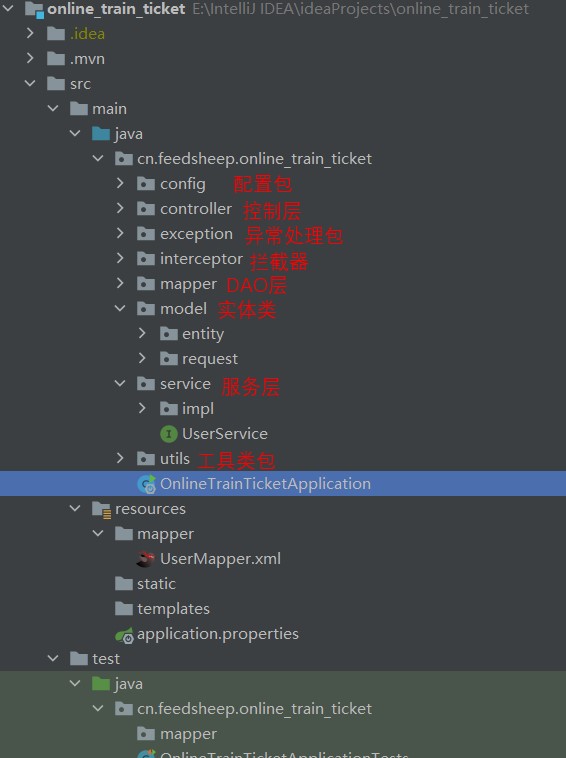 online_train_ticket E:\IntelliJ IDEA\ideaProjects\online_train_ticket
.idea
.mvn
src
main
java
cn.feedsheep.online_train_ticket
config 配置包
controller 控制层
exception 异常处理包
interceptor 拦截器
mapper DAO层
model 实体类
entity
request
service 服务层
impl
I UserService
utils 工具类包
OnlineTrainTicketApplication
resources
mapper
UserMapper.xml
static
templates
application.properties
test
java
cn.feedsheep.online_train_ticket
mapper
OnlineTrainTicketApplicationTests